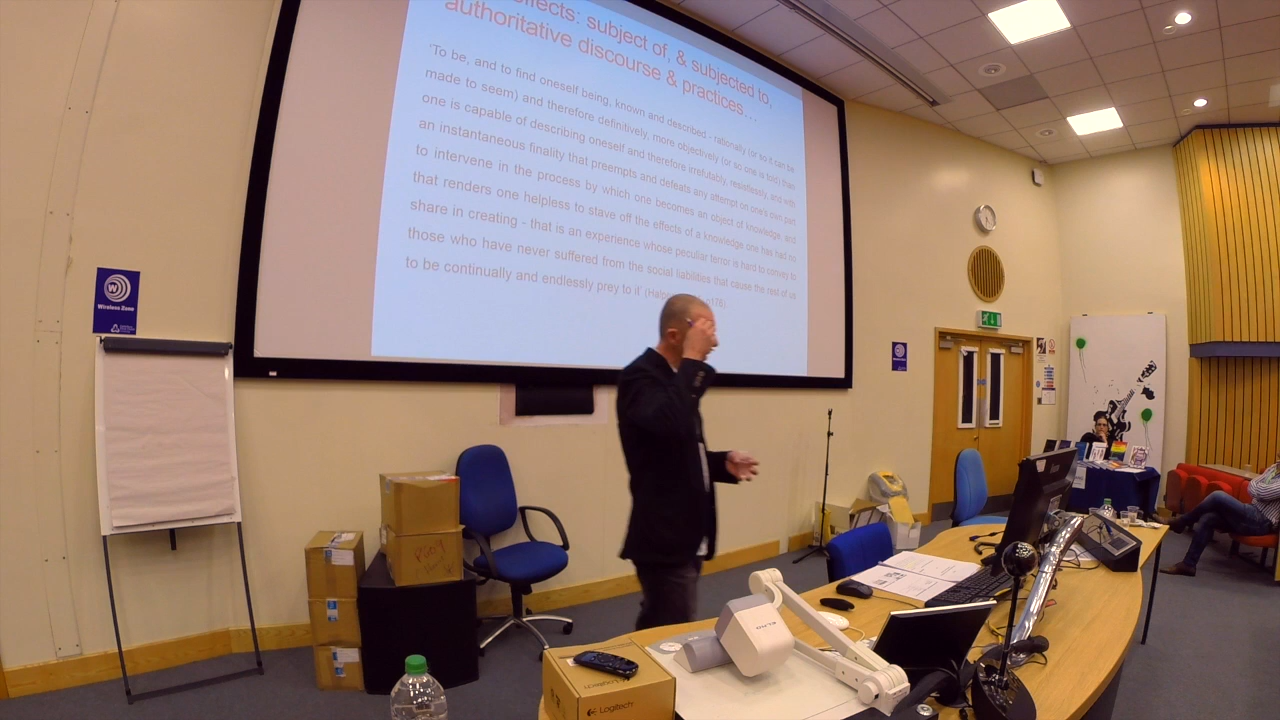 effects: subject of, & subjected to,
authoritative discourse & practices…
'To be, and to find oneself being, known and described - rationally (or so it can be
made to seem) and therefore definitively, more objectively (or so one is told) than
one is capable of describing oneself and therefore irrefutably, resistlessly, and with
an instantaneous finality that preempts and defeats any attempt on one's own part
to intervene in the process by which one becomes an object of knowledge, and
that renders one helpless to stave off the effects of a knowledge one has had no
share in creating - that is an experience whose peculiar terror is hard to convey to
those who have never suffered from the social liabilities that cause the rest of us
to be continually and endlessly prey to it' p176)
W
Wireless Zone
ELMO
Logitech